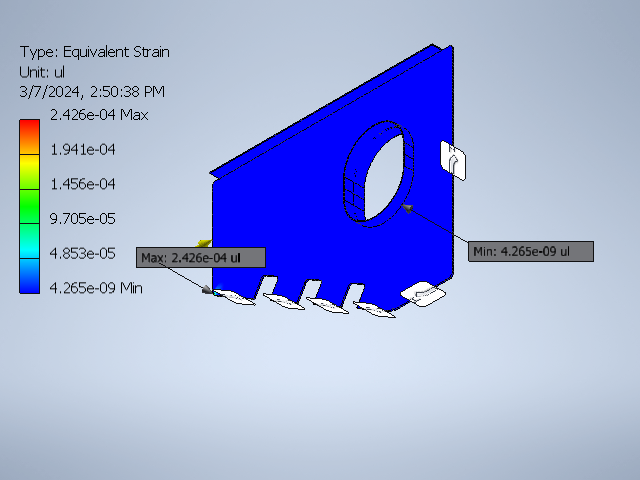 Type: Equivalent Strain
Unit: ul
3/7/2024, 2:50:38 PM
2.426e-04 Max
1.941e-04
1.456e-04
9.705e-05
4.853e-05
4.265e-09 Min
Max: 2.426e-04 ul
Min: 4.265e-09 ul